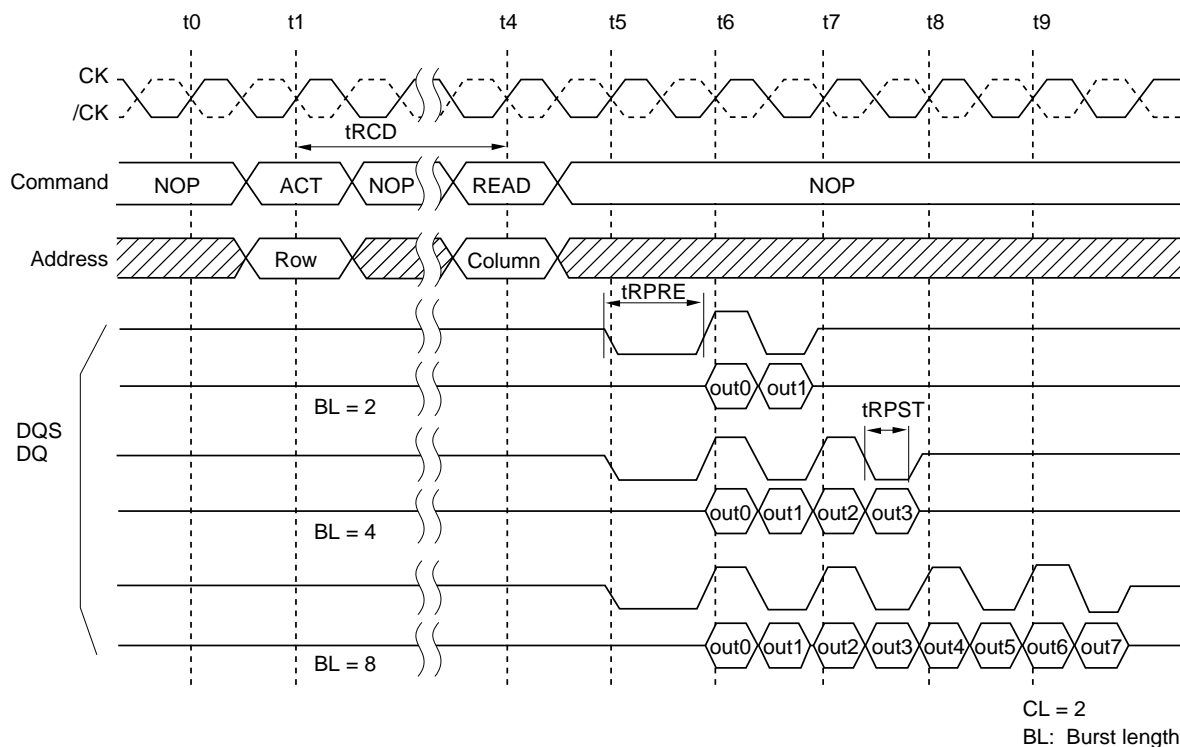 t0 t1 t4 t5 t6 t7 t8 t9
CK
/CK
tRCD
Command NOP ACT NOP READ NOP
Address Row Column
tRPRE
out0 out1
BL = 2
tRPST
DQS
DQ
out0 out1 out2 out3
BL = 4
out0 out1 out2 out3 out4 out5 out6 out7
BL = 8
CL = 2
BL: Burst length